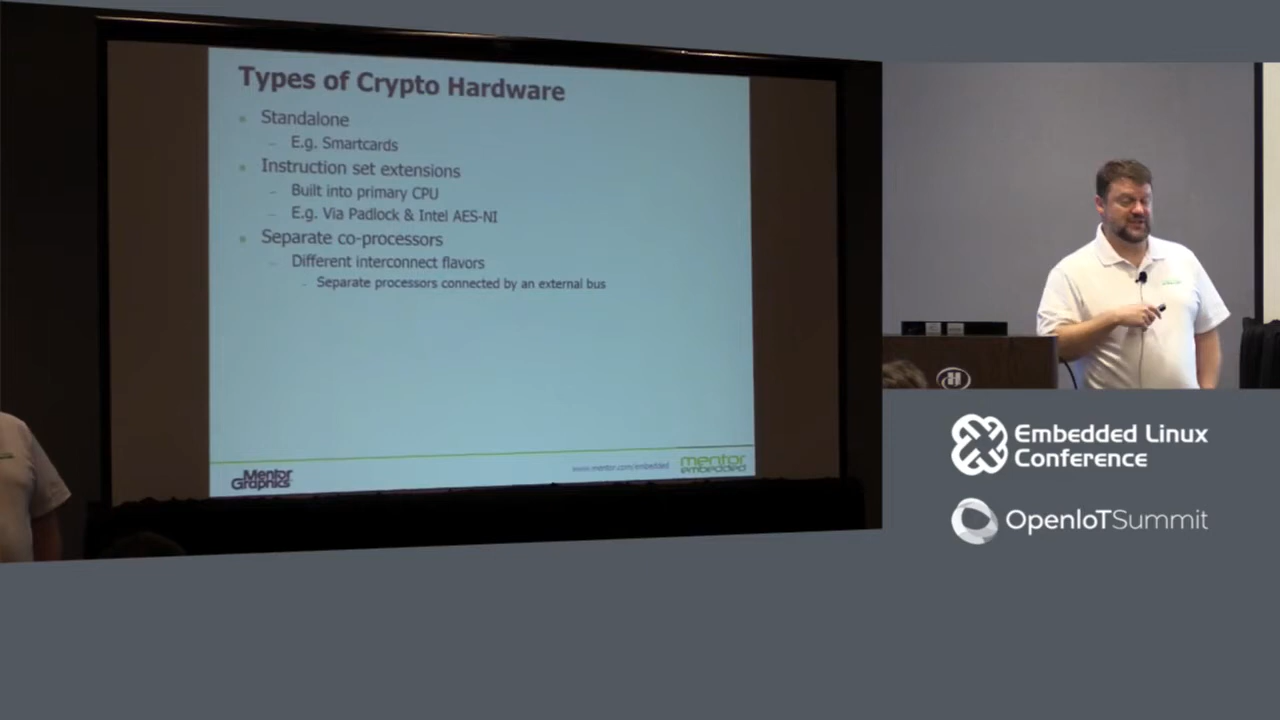 Types of Crypto Hardware
Standalone
E.g. Smartcards
Instruction set extensions
Built into primary CPU
E.g. Via Padlock & Intel AES-NI
Separate co-processors
Different interconnect flavors
Separate processors connected by an external bus
Mentor Graphics
www.mentor.com/embedded
mentor embedded
Embedded Linux
Conference
OpenIoTSummit